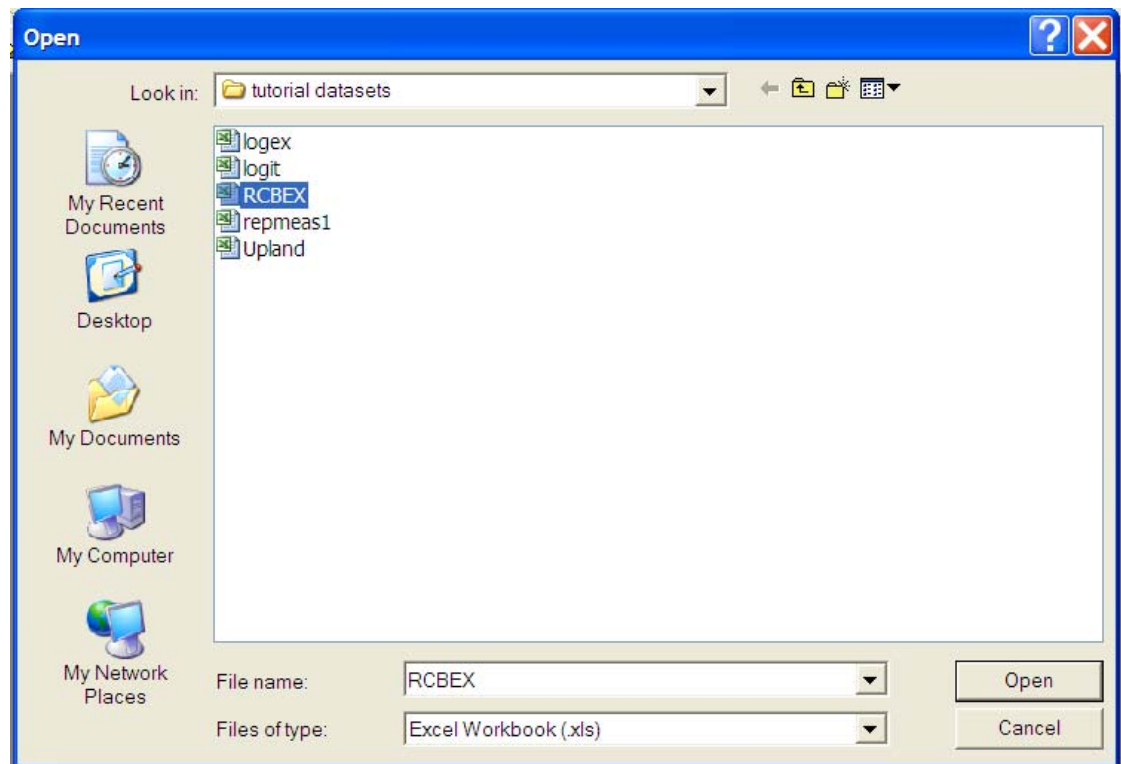 Open
Look in:
tutorial datasets
logex
logit
RCBEX
repmeas1
Upland
My Recent
Documents
Desktop
My Documents
My Computer
My Network
Places
File name:
RCBEX
Open
Files of type:
Excel Workbook (.xls)
Cancel